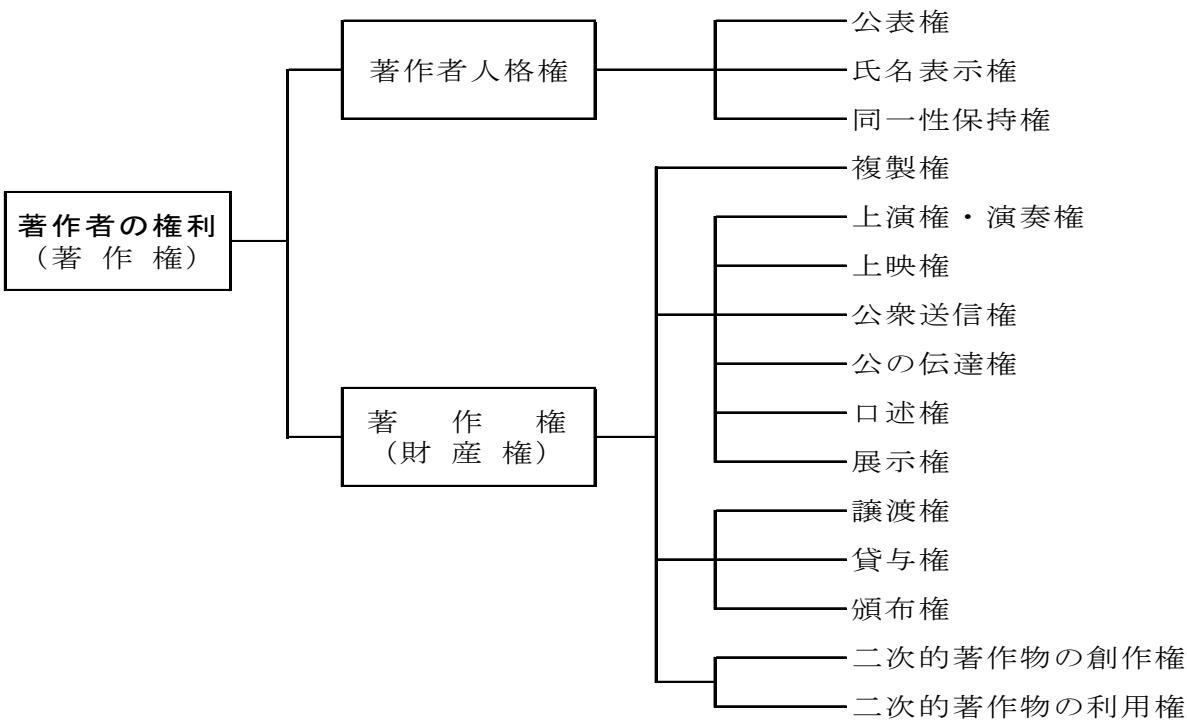 著作者の権利
（著 作 権）
著作者人格権
公表権
氏名表示権
同一性保持権
著 作 権
（財 産 権）
複製権
上演権・演奏権
上映権
公衆送信権
公の伝達権
口述権
展示権
譲渡権
貸与権
頒布権
二次的著作物の創作権
二次的著作物の利用権